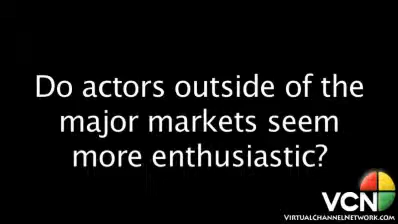 Do actors outside of the
major markets seem
more enthusiastic?
VCN
VirtualChannelNetwork.com